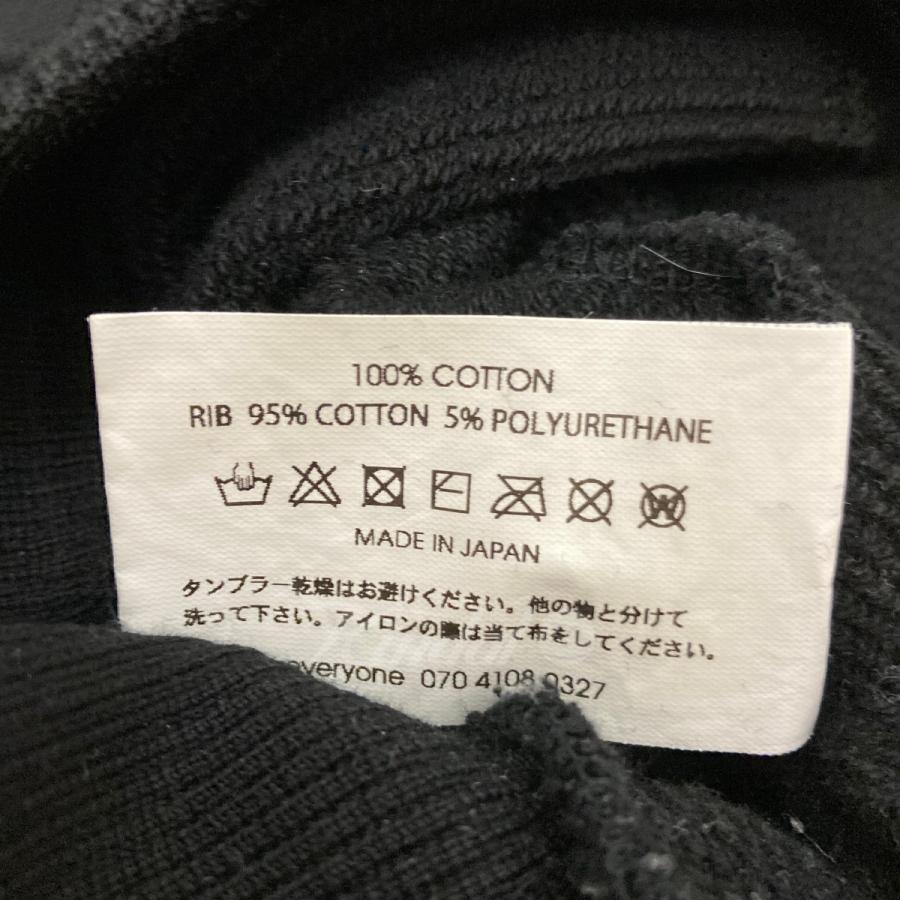 100% COTTON
RIB 95% COTTON 5% POLYURETHANE
W
MADE IN JAPAN
タンブラー乾燥はお避けください。他の物と分けて
洗って下さい。アイロンの際は当て布をしてください。
everyone 070 4108 0327